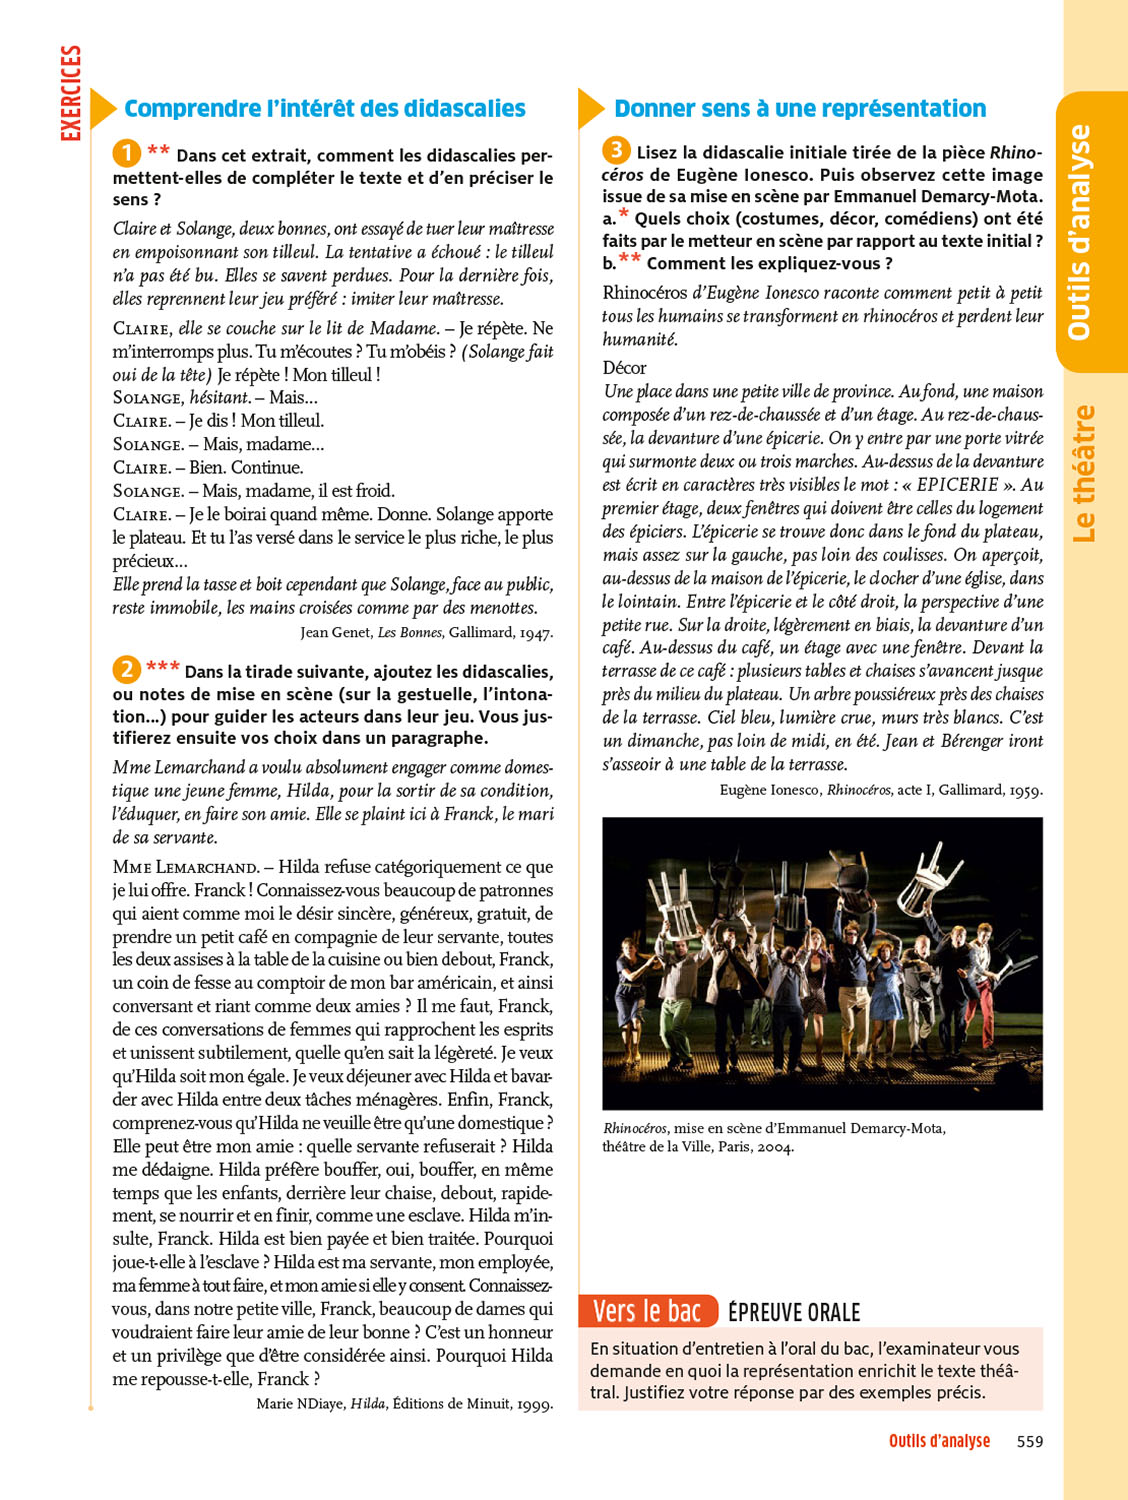 EXERCICES
Comprendre l'intérêt des didascalies
1 ** Dans cet extrait, comment les didascalies per-
mettent-elles de compléter le texte et d'en préciser le
sens ?
Claire et Solange, deux bonnes, ont essayé de tuer leur maîtresse
en empoisonnant son tilleul. La tentative a échoué : le tilleul
n'a pas été bu. Elles se savent perdues. Pour la dernière fois,
elles reprennent leur jeu préféré : imiter leur maîtresse.
CLAIRE, elle se couche sur le lit de Madame. – Je répète. Ne
m'interromps plus. Tu m'écoutes ? Tu m'obéis ? (Solange fait
oui de la tête) Je répète ! Mon tilleul !
SOLANGE, hésitant. – Mais...
CLAIRE. – Je dis ! Mon tilleul.
SOLANGE. – Mais, madame...
CLAIRE. – Bien. Continue.
SOLANGE. – Mais, madame, il est froid.
CLAIRE. – Je le boirai quand même. Donne. Solange apporte
le plateau. Et tu l'as versé dans le service le plus riche, le plus
précieux...
Elle prend la tasse et boit cependant que Solange, face au public,
reste immobile, les mains croisées comme par des menottes.
Jean Genet, Les Bonnes, Gallimard, 1947.
2 *** Dans la tirade suivante, ajoutez les didascalies,
ou notes de mise en scène (sur la gestuelle, l'intona-
tion...) pour guider les acteurs dans leur jeu. Vous jus-
tifierez ensuite vos choix dans un paragraphe.
Mme Lemarchand a voulu absolument engager comme domes-
tique une jeune femme, Hilda, pour la sortir de sa condition,
l'éduquer, en faire son amie. Elle se plaint ici à Franck, le mari
de sa servante.
MME LEMARCHAND. – Hilda refuse catégoriquement ce que
je lui offre. Franck ! Connaissez-vous beaucoup de patronnes
qui aient comme moi le désir sincère, généreux, gratuit, de
prendre un petit café en compagnie de leur servante, toutes
les deux assises à la table de la cuisine ou bien debout, Franck,
un coin de fesse au comptoir de mon bar américain, et ainsi
conversant et riant comme deux amies ? Il me faut, Franck,
de ces conversations de femmes qui rapprochent les esprits
et unissent subtilement, quelle qu'en sait la légèreté. Je veux
qu'Hilda soit mon égale. Je veux déjeuner avec Hilda et bavar-
der avec Hilda entre deux tâches ménagères. Enfin, Franck,
comprenez-vous qu'Hilda ne veuille être qu'une domestique ?
Elle peut être mon amie : quelle servante refuserait ? Hilda
me dédaigne. Hilda préfère bouffer, oui, bouffer, en même
temps que les enfants, derrière leur chaise, debout, rapide-
ment, se nourrir et en finir, comme une esclave. Hilda m'in-
sulte, Franck. Hilda est bien payée et bien traitée. Pourquoi
joue-t-elle à l'esclave ? Hilda est ma servante, mon employée,
ma femme à tout faire, et mon amie si elle y consent. Connaissez-
vous, dans notre petite ville, Franck, beaucoup de dames qui
voudraient faire leur amie de leur bonne ? C'est un honneur
et un privilège que d'être considérée ainsi. Pourquoi Hilda
me repousse-t-elle, Franck ?
Marie NDiaye, Hilda, Éditions de Minuit, 1999.
Donner sens à une représentation
3 Lisez la didascalie initiale tirée de la pièce Rhino-
céros de Eugène Ionesco. Puis observez cette image
issue de sa mise en scène par Emmanuel Demarcy-Mota.
a.* Quels choix (costumes, décor, comédiens) ont été
faits par le metteur en scène par rapport au texte initial ?
b.** Comment les expliquez-vous ?
Rhinocéros d'Eugène Ionesco raconte comment petit à petit
tous les humains se transforment en rhinocéros et perdent leur
humanité.
Décor
Une place dans une petite ville de province. Au fond, une maison
composée d'un rez-de-chaussée et d'un étage. Au rez-de-chaus-
sée, la devanture d'une épicerie. On y entre par une porte vitrée
qui surmonte deux ou trois marches. Au-dessus de la devanture
est écrit en caractères très visibles le mot : « EPICERIE ». Au
premier étage, deux fenêtres qui doivent être celles du logement
des épiciers. L'épicerie se trouve donc dans le fond du plateau,
mais assez sur la gauche, pas loin des coulisses. On aperçoit,
au-dessus de la maison de l'épicerie, le clocher d'une église, dans
le lointain. Entre l'épicerie et le côté droit, la perspective d'une
petite rue. Sur la droite, légèrement en biais, la devanture d'un
café. Au-dessus du café, un étage avec une fenêtre. Devant la
terrasse de ce café : plusieurs tables et chaises s'avancent jusque
près du milieu du plateau. Un arbre poussiéreux près des chaises
de la terrasse. Ciel bleu, lumière crue, murs très blancs. C'est
un dimanche, pas loin de midi, en été. Jean et Bérenger iront
s'asseoir à une table de la terrasse.
Eugène Ionesco, Rhinocéros, acte I, Gallimard, 1959.
Rhinocéros, mise en scène d'Emmanuel Demarcy-Mota,
théâtre de la Ville, Paris, 2004.
Vers le bac ÉPREUVE ORALE
En situation d'entretien à l'oral du bac, l'examinateur vous
demande en quoi la représentation enrichit le texte théâ-
tral. Justifiez votre réponse par des exemples précis.
Outils d'analyse 559
Outils d'analyse
Le théâtre